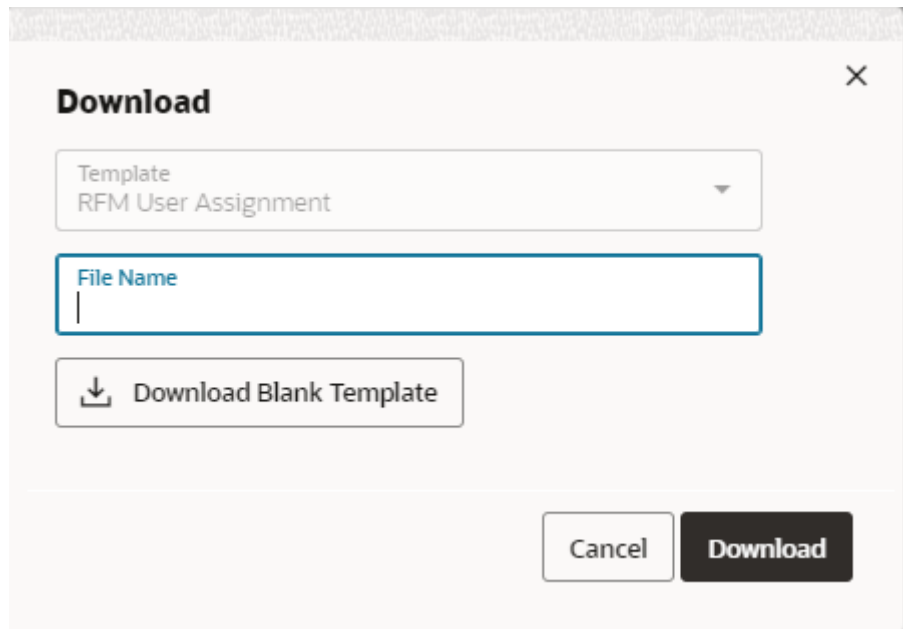 Download
Template
RFM User Assignment
File Name
Download Blank Template
Cancel
Download